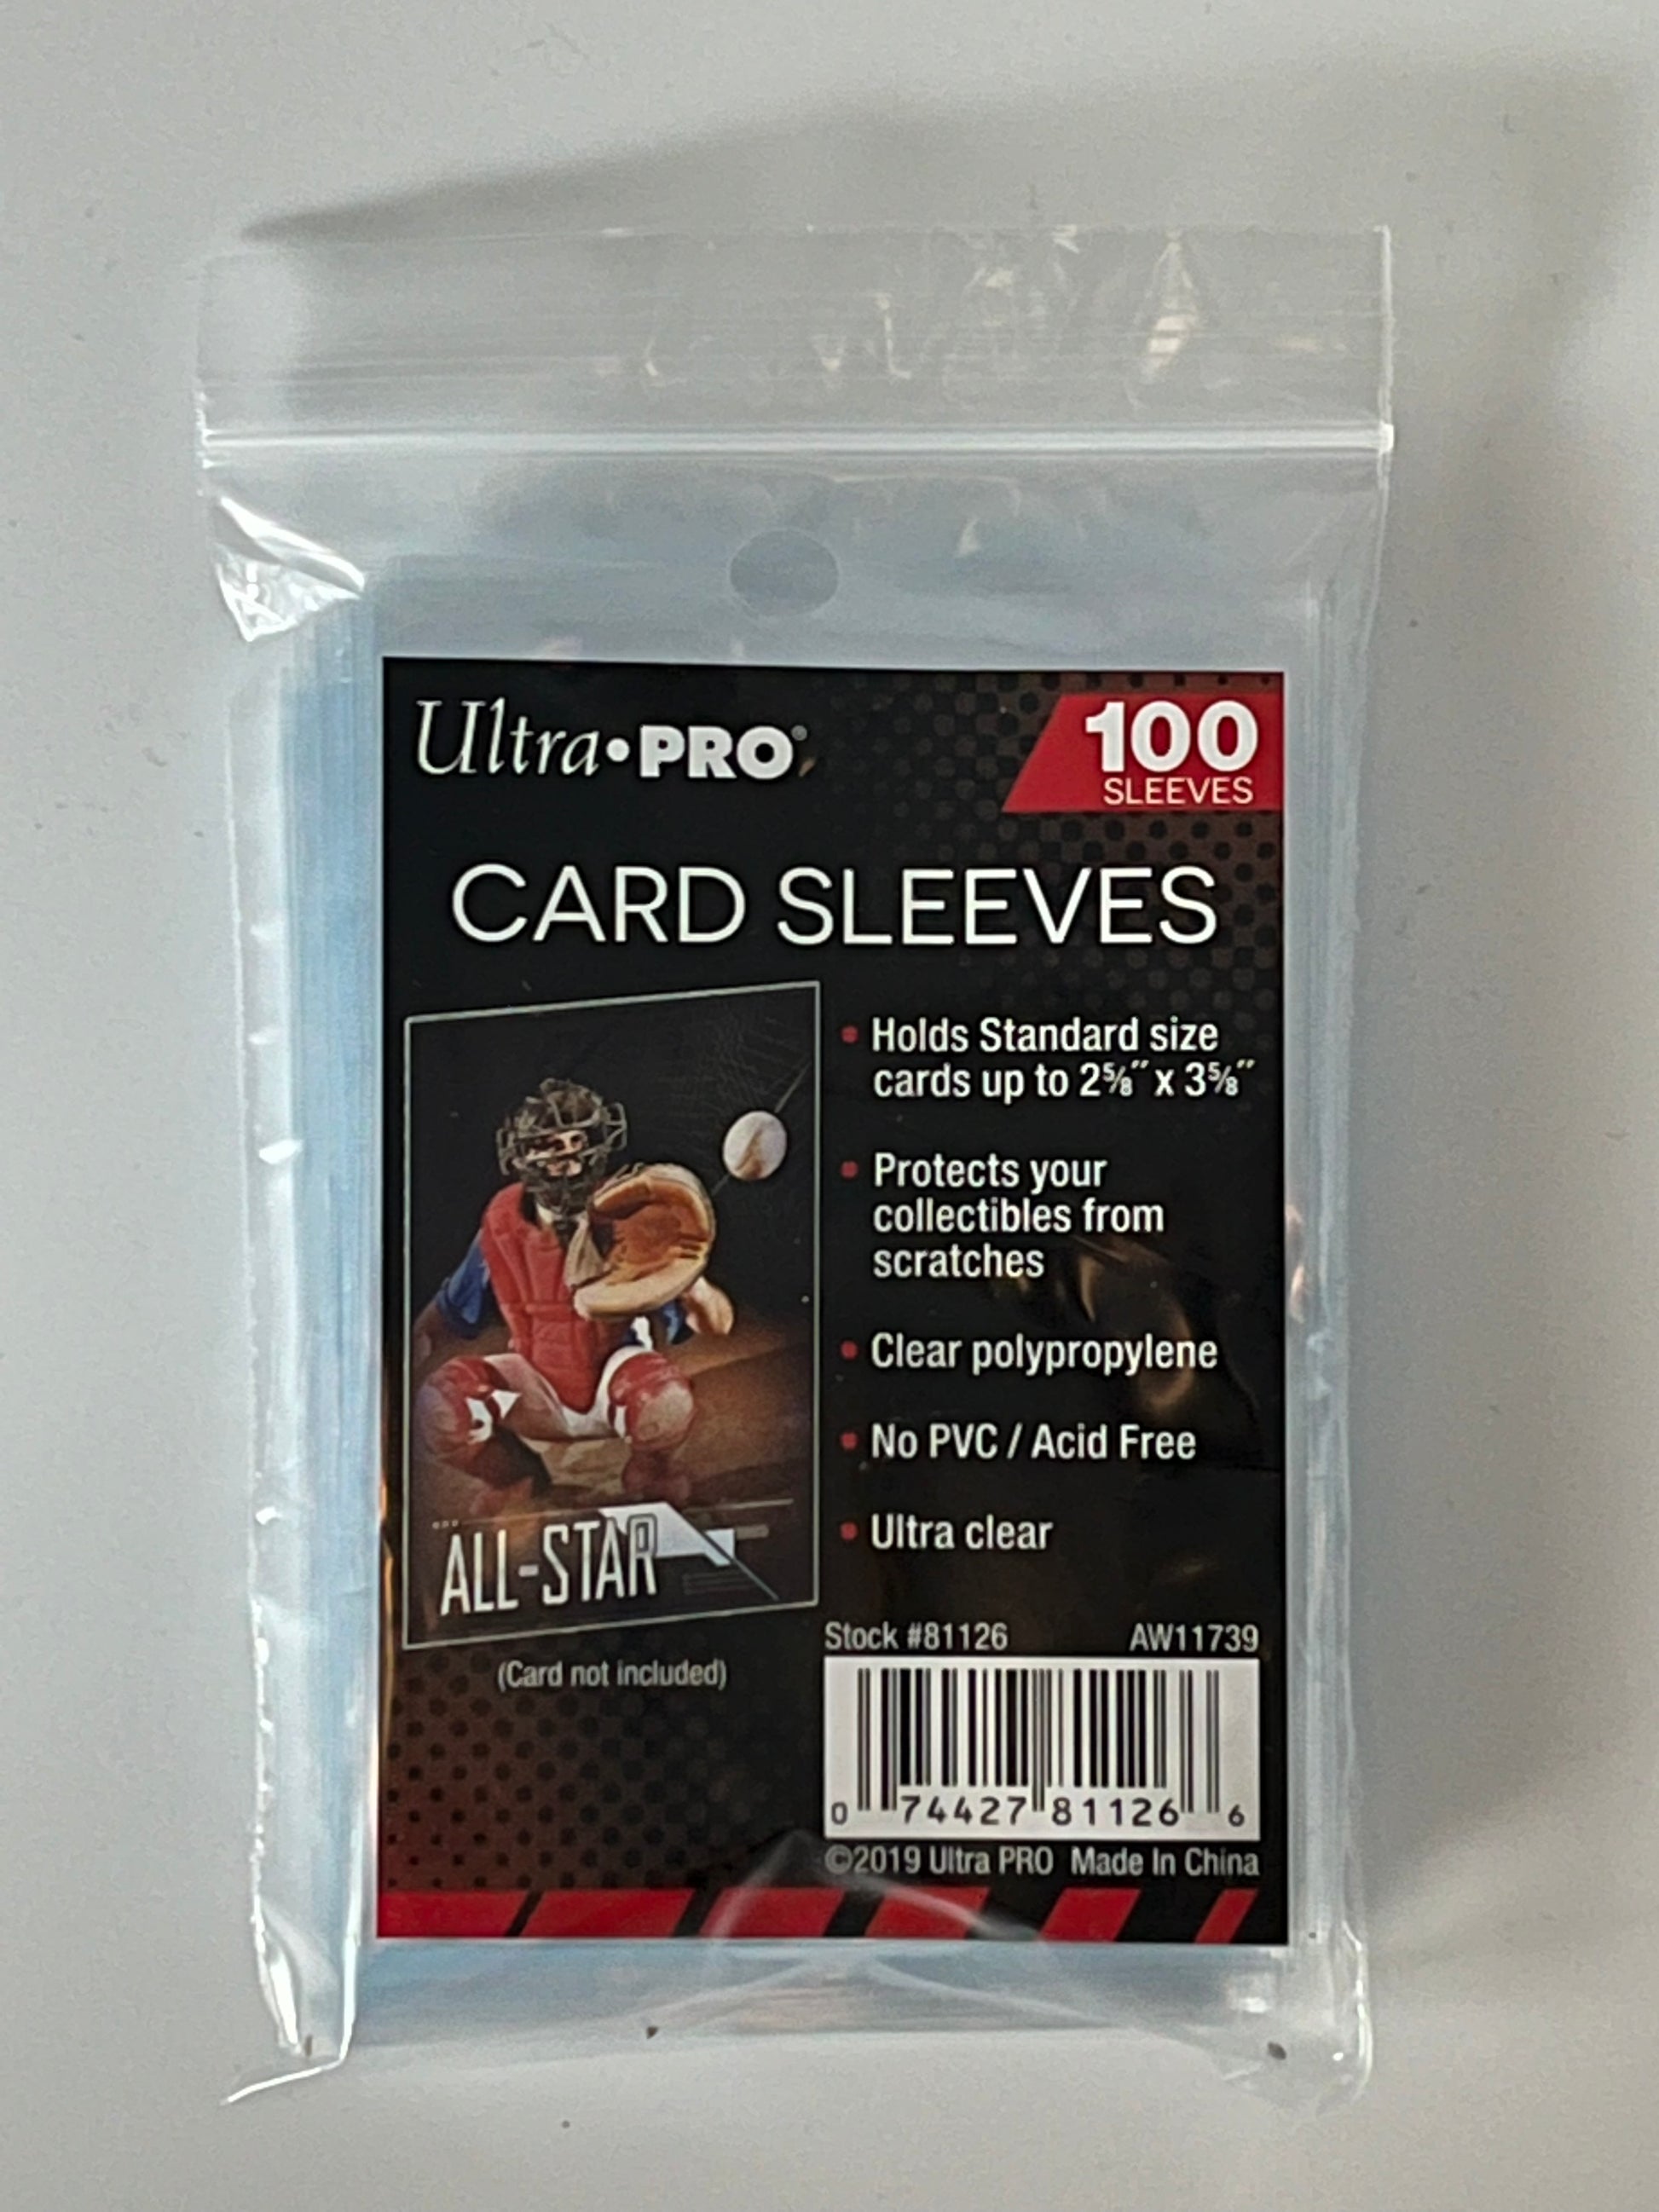 Ultra•PRO®
100
SLEEVES
CARD SLEEVES
• Holds Standard size
cards up to 2⅝" x 3⅝"
• Protects your
collectibles from
scratches
• Clear polypropylene
• No PVC / Acid Free
• Ultra clear
ALL-STAR
(Card not included)
Stock #81126 AW11739
0 74427 81126 6
©2019 Ultra PRO Made In China